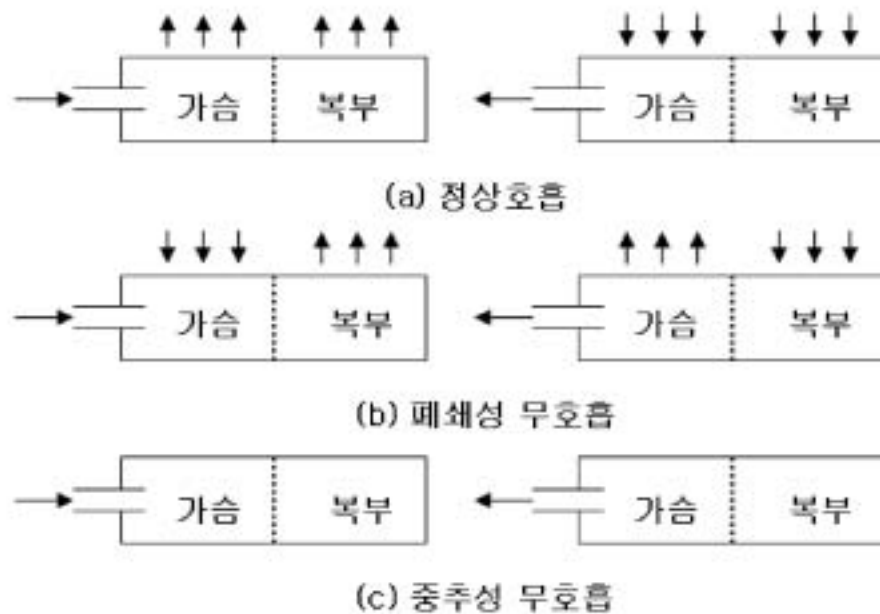 가슴 복부 가슴 복부
(a) 정상호흡
가슴 복부 가슴 복부
(b) 폐쇄성 무호흡
가슴 복부 가슴 복부
(c) 중추성 무호흡